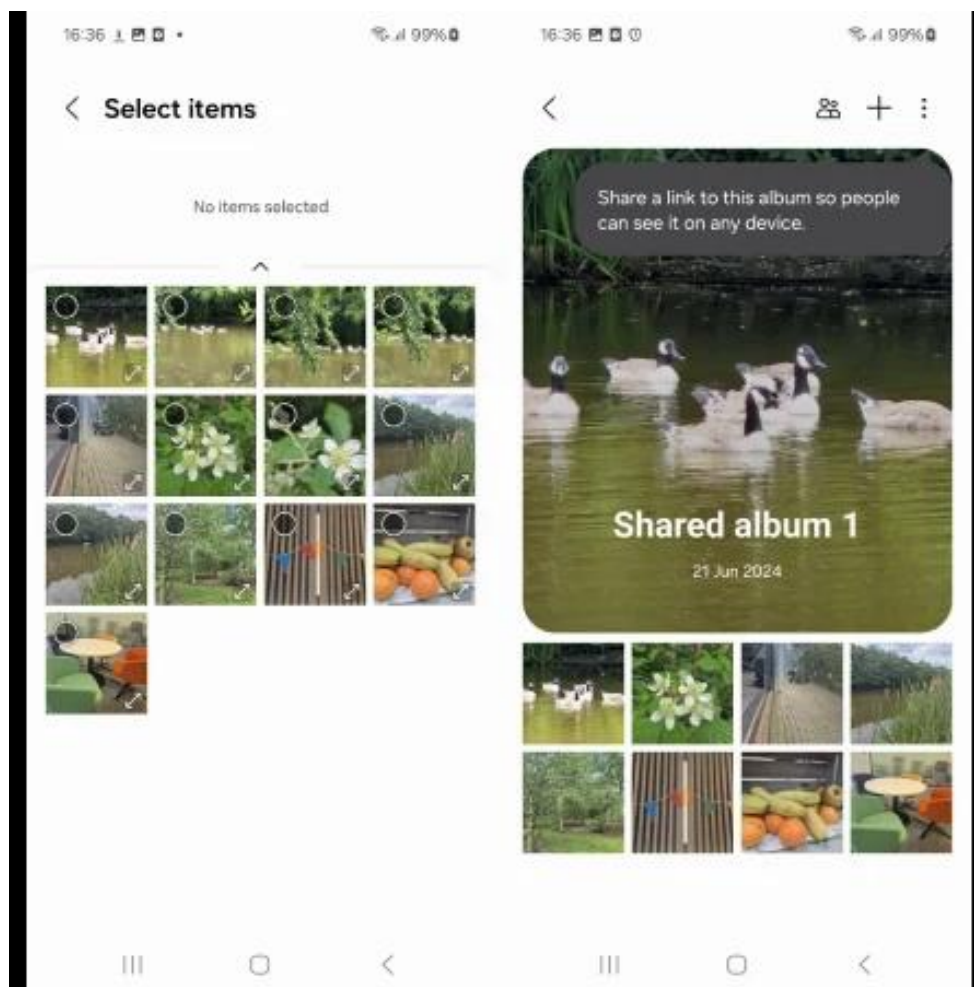 16:36
99%
Select items
No items selected
16:36
99%
Share a link to this album so people
can see it on any device.
Shared album 1
21 Jun 2024